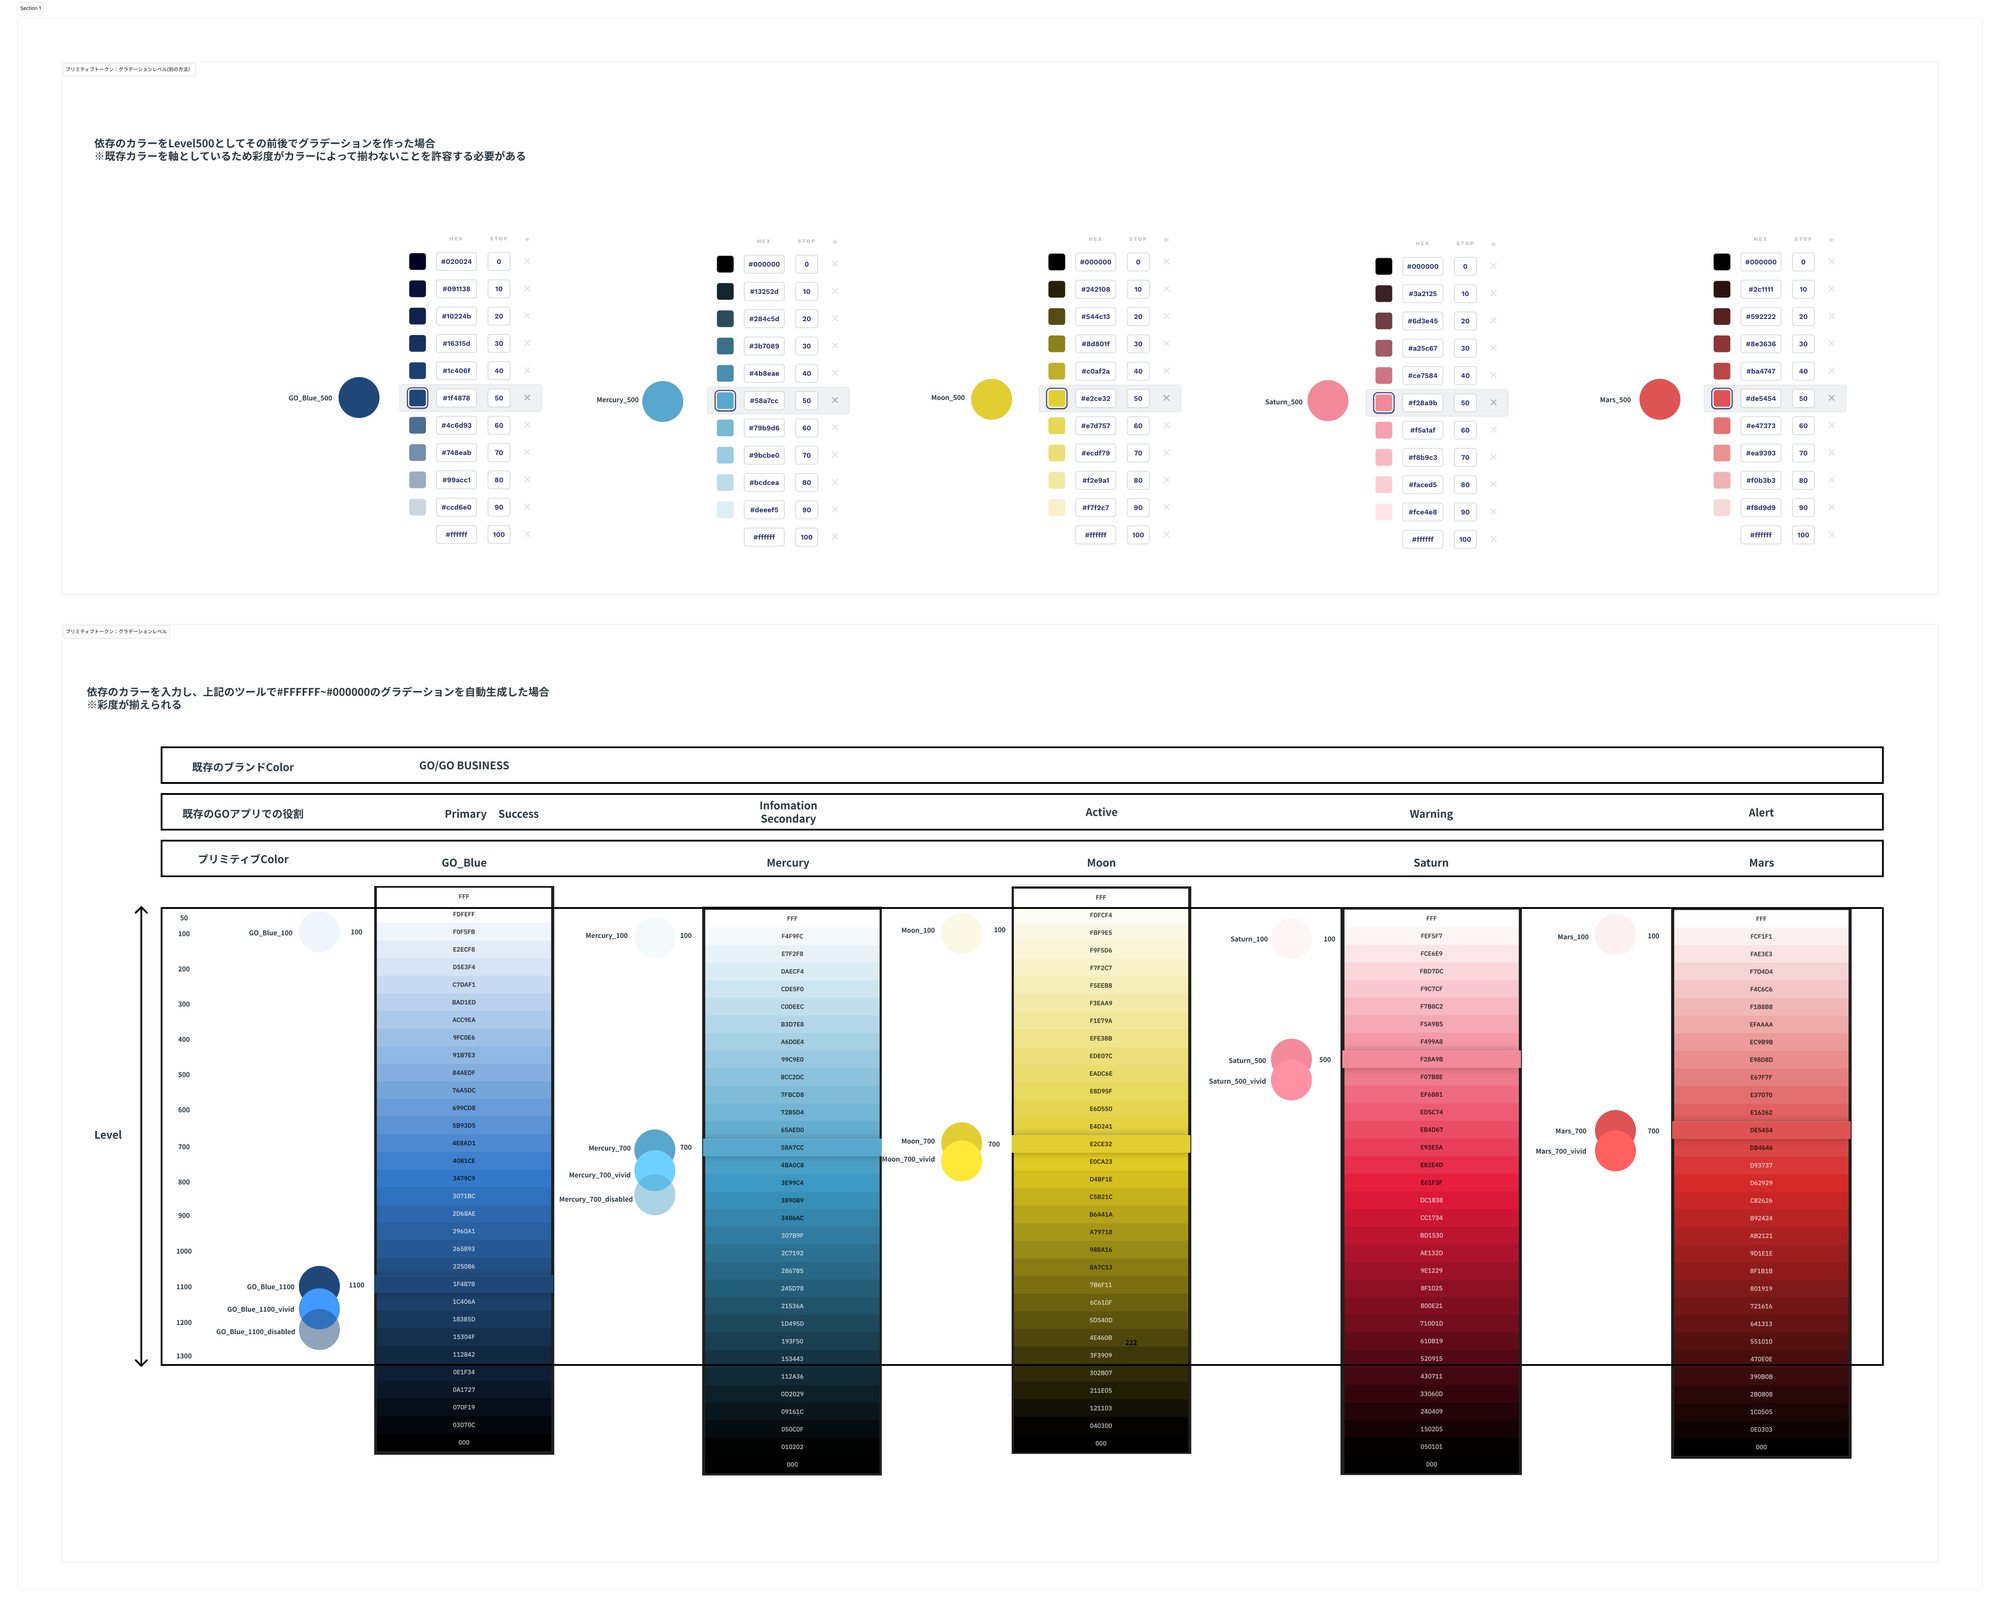 Section 1
プリミティブトークン：グラデーションレベル(別の方法)
依存のカラーをLevel500としてその前後でグラデーションを作った場合
※既存カラーを軸としているため彩度がカラーによって揃わないことを許容する必要がある
GO_Blue_500
HEX STOP +
#020024 0 ×
#091138 10 ×
#10224b 20 ×
#16315d 30 ×
#1c406f 40 ×
#1f4878 50 ×
#4c6d93 60 ×
#748eab 70 ×
#99acc1 80 ×
#ccd6e0 90 ×
#ffffff 100 ×
Mercury_500
HEX STOP +
#000000 0 ×
#13252d 10 ×
#284c5d 20 ×
#3b7089 30 ×
#4b8eae 40 ×
#58a7cc 50 ×
#79b9d6 60 ×
#9bcbe0 70 ×
#bcdcea 80 ×
#deeef5 90 ×
#ffffff 100 ×
Moon_500
HEX STOP +
#000000 0 ×
#242108 10 ×
#544c13 20 ×
#8d801f 30 ×
#c0af2a 40 ×
#e2ce32 50 ×
#e7d757 60 ×
#ecdf79 70 ×
#f2e9a1 80 ×
#f7f2c7 90 ×
#ffffff 100 ×
Saturn_500
HEX STOP +
#000000 0 ×
#3a2125 10 ×
#6d3e45 20 ×
#a25c67 30 ×
#ce7584 40 ×
#f28a9b 50 ×
#f5a1af 60 ×
#f8b9c3 70 ×
#faced5 80 ×
#fce4e8 90 ×
#ffffff 100 ×
Mars_500
HEX STOP +
#000000 0 ×
#2c1111 10 ×
#592222 20 ×
#8e3636 30 ×
#ba4747 40 ×
#de5454 50 ×
#e47373 60 ×
#ea9393 70 ×
#f0b3b3 80 ×
#f8d9d9 90 ×
#ffffff 100 ×
プリミティブトークン：グラデーションレベル
依存のカラーを入力し、上記のツールで#FFFFFF~#000000のグラデーションを自動生成した場合
※彩度が揃えられる
既存のブランドColor
GO/GO BUSINESS
既存のGOアプリでの役割
Primary Success
Infomation
Secondary
Active
Warning
Alert
プリミティブColor
GO_Blue
Mercury
Moon
Saturn
Mars
Level
50
100
200
300
400
500
600
700
800
900
1000
1100
1200
1300
GO_Blue_100
100
GO_Blue_1100
1100
GO_Blue_1100_vivid
GO_Blue_1100_disabled
FFF
FDFEFF
F0F5FB
E2ECF8
D5E3F4
C7DAF1
BAD1ED
ACC9EA
9FC0E6
91B7E3
84AEDF
76A5DC
699CD8
5B93D5
4E8AD1
4081CE
3479C9
3071BC
2D68AE
2960A1
265893
225086
1F4878
1C406A
18385D
15304F
112842
0E1F34
0A1727
070F19
03070C
000
Mercury_100
100
Mercury_700
700
Mercury_700_vivid
Mercury_700_disabled
FFF
F4F9FC
E7F2F8
DAECF4
CDE5F0
C0DEEC
B3D7E8
A6D0E4
99C9E0
8CC2DC
7FBCD8
72B5D4
65AED0
58A7CC
4BA0C8
3E99C4
3890B9
3486AC
307B9F
2C7192
286785
245D78
21536A
1D495D
193F50
153443
112A36
0D2029
09161C
050C0F
010202
000
Moon_100
100
Moon_700
700
Moon_700_vivid
FFF
FDFCF4
FBF9E5
F9F5D6
F7F2C7
F5EEB8
F3EAA9
F1E79A
EFE38B
EDE07C
EADC6E
E8D95F
E6D550
E4D241
E2CE32
E0CA23
D4BF1E
C5B21C
B6A41A
A79718
988A16
8A7C13
7B6F11
6C610F
5D540D
4E460B
222
3F3909
302B07
211E05
121103
040300
000
Saturn_100
100
Saturn_500
500
Saturn_500_vivid
FFF
FEF5F7
FCE6E9
FBD7DC
F9C7CF
F7B8C2
F5A9B5
F499A8
F28A9B
F07B8E
EF6B81
ED5C74
EB4D67
E93E5A
E82E4D
E61F3F
DC1838
CC1734
BD1530
AE132D
9E1229
8F1025
800E21
710D1D
610B19
520915
430711
33060D
240409
150205
050101
000
Mars_100
100
Mars_700
700
Mars_700_vivid
FFF
FCF1F1
FAE3E3
F7D4D4
F4C6C6
F1B8B8
EFAAAA
EC9B9B
E98D8D
E67F7F
E37070
E16262
DE5454
DB4646
D93737
D62929
C82626
B92424
AB2121
9D1E1E
8F1B1B
801919
721616
641313
551010
470E0E
390B0B
2B0808
1C0505
0E0303
000